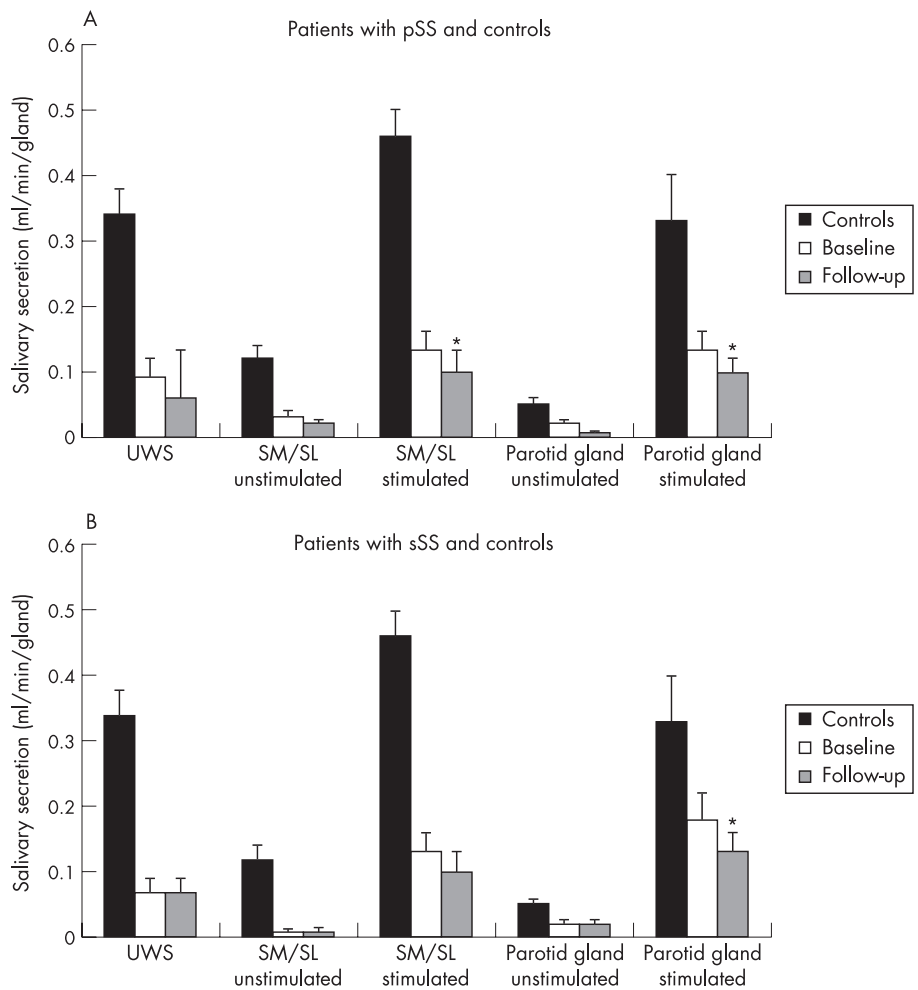 A
Patients with pSS and controls
Salivary secretion (ml/min/gland)
0.6
0.5
0.4
0.3
0.2
0.1
0
*
*
UWS
SM/SL
unstimulated
SM/SL
stimulated
Parotid gland
unstimulated
Parotid gland
stimulated
Controls
Baseline
Follow-up
B
Patients with sSS and controls
Salivary secretion (ml/min/gland)
0.6
0.5
0.4
0.3
0.2
0.1
0
*
UWS
SM/SL
unstimulated
SM/SL
stimulated
Parotid gland
unstimulated
Parotid gland
stimulated
Controls
Baseline
Follow-up